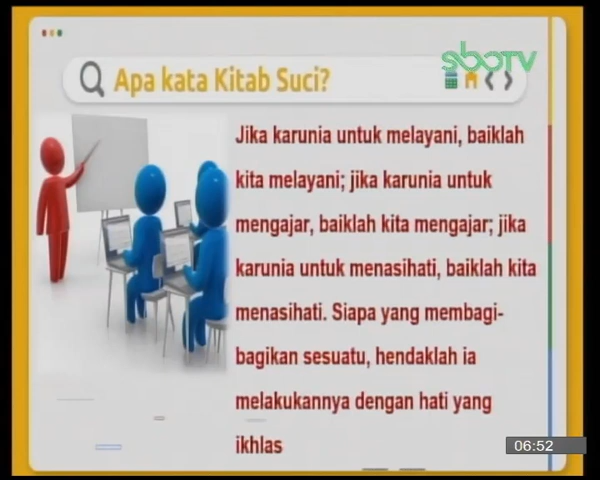 sboTV
Apa kata Kitab Suci?
Jika karunia untuk melayani, baiklah
kita melayani; jika karunia untuk
mengajar, baiklah kita mengajar; jika
karunia untuk menasihati, baiklah kita
menasihati. Siapa yang membagi-
bagikan sesuatu, hendaklah ia
melakukannya dengan hati yang
ikhlas
06:52